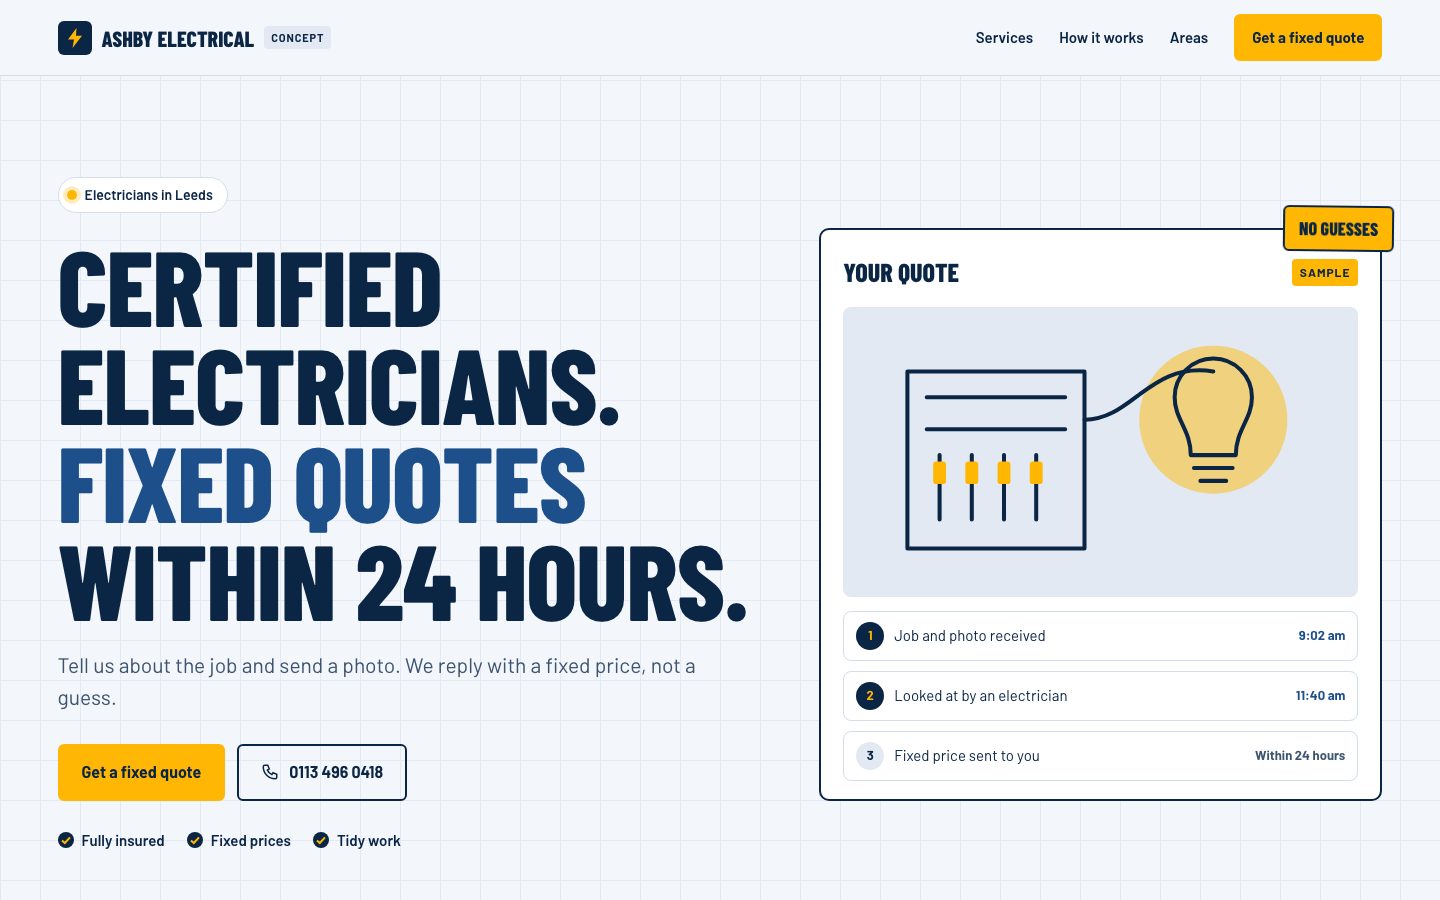 ASHBY ELECTRICAL CONCEPT
Services How it works Areas Get a fixed quote
Electricians in Leeds
CERTIFIED
ELECTRICIANS.
FIXED QUOTES
WITHIN 24 HOURS.
Tell us about the job and send a photo. We reply with a fixed price, not a
guess.
Get a fixed quote 0113 496 0418
Fully insured Fixed prices Tidy work
NO GUESSES
YOUR QUOTE SAMPLE
1 Job and photo received 9:02 am
2 Looked at by an electrician 11:40 am
3 Fixed price sent to you Within 24 hours